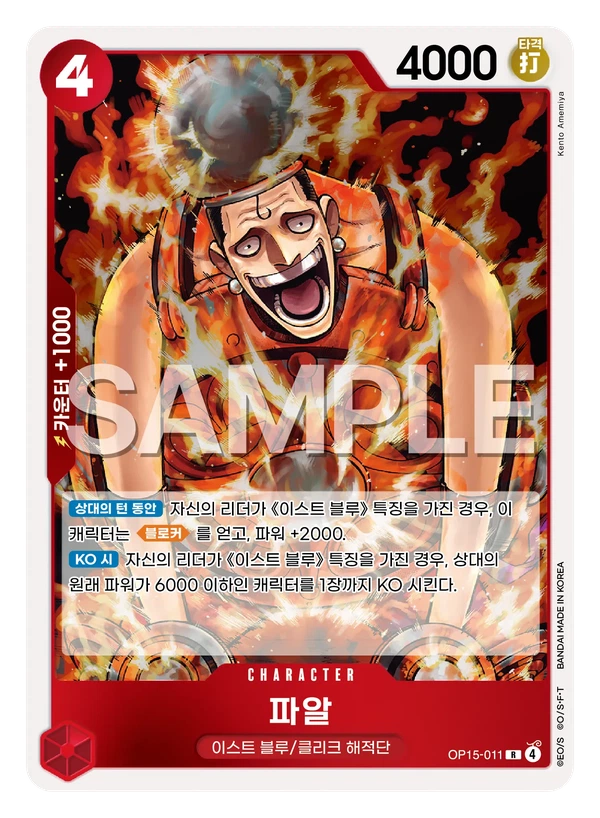 4
4000
타격
打
Kento Amemiya
카운터 +1000
SAMPLE
상대의 턴 동안 자신의 리더가 《이스트 블루》 특징을 가진 경우, 이
캐릭터는 블로커 를 얻고, 파워 +2000.
KO 시 자신의 리더가 《이스트 블루》 특징을 가진 경우, 상대의
원래 파워가 6000 이하인 캐릭터를 1장까지 KO 시킨다.
CHARACTER
파알
이스트 블루/클리크 해적단
OP15-011 R 4
©EO/S ©O/S·F·T BANDAI MADE IN KOREA